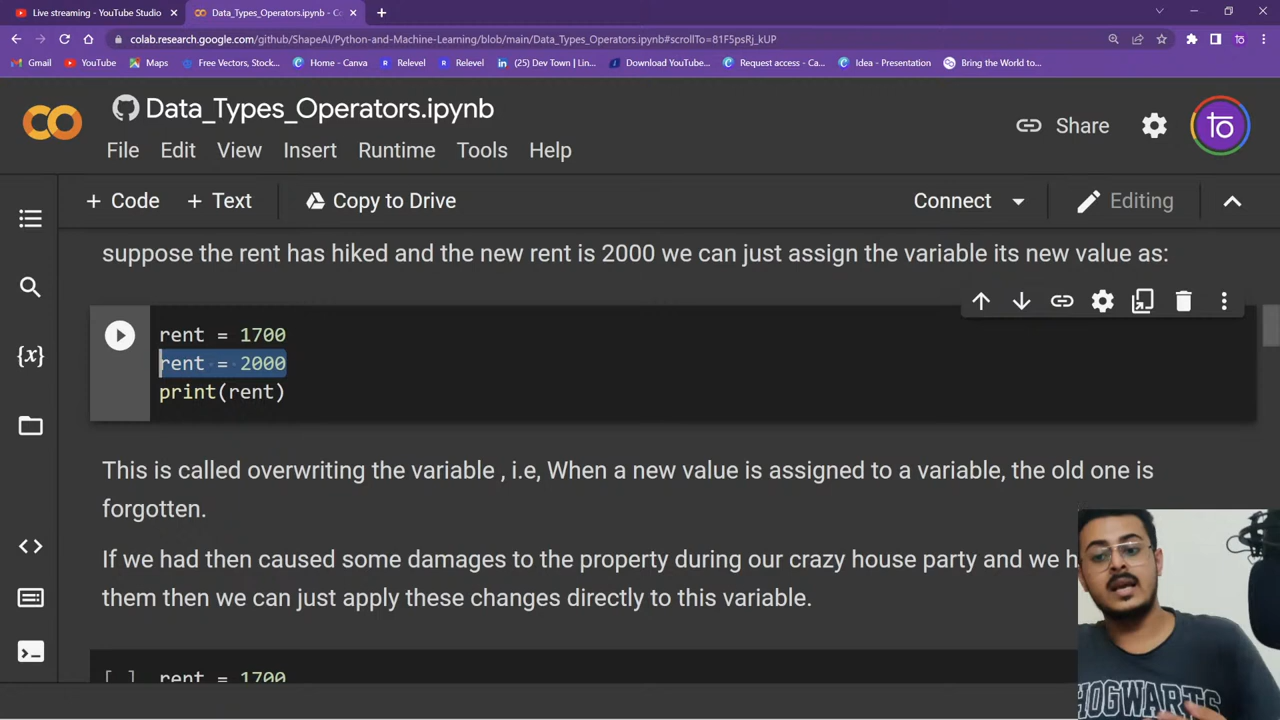 Live streaming - YouTube Studio
Data_Types_Operators.ipynb - Co
colab.research.google.com/github/ShapeAI/Python-and-Machine-Learning/blob/main/Data_Types_Operators.ipynb#scrollTo=81F5psRj_kUP
Gmail YouTube Maps Free Vectors, Stock... Home - Canva Relevel Relevel (25) Dev Town | Lin... Download YouTube... Request access - Ca... Idea - Presentation Bring the World to...
Data_Types_Operators.ipynb
Share
to
File Edit View Insert Runtime Tools Help
+ Code + Text Copy to Drive Connect Editing
suppose the rent has hiked and the new rent is 2000 we can just assign the variable its new value as:
rent = 1700
rent = 2000
print(rent)
This is called overwriting the variable , i.e, When a new value is assigned to a variable, the old one is
forgotten.
If we had then caused some damages to the property during our crazy house party and we h
them then we can just apply these changes directly to this variable.
[ ] rent = 1700
{x}
HOGWARTS